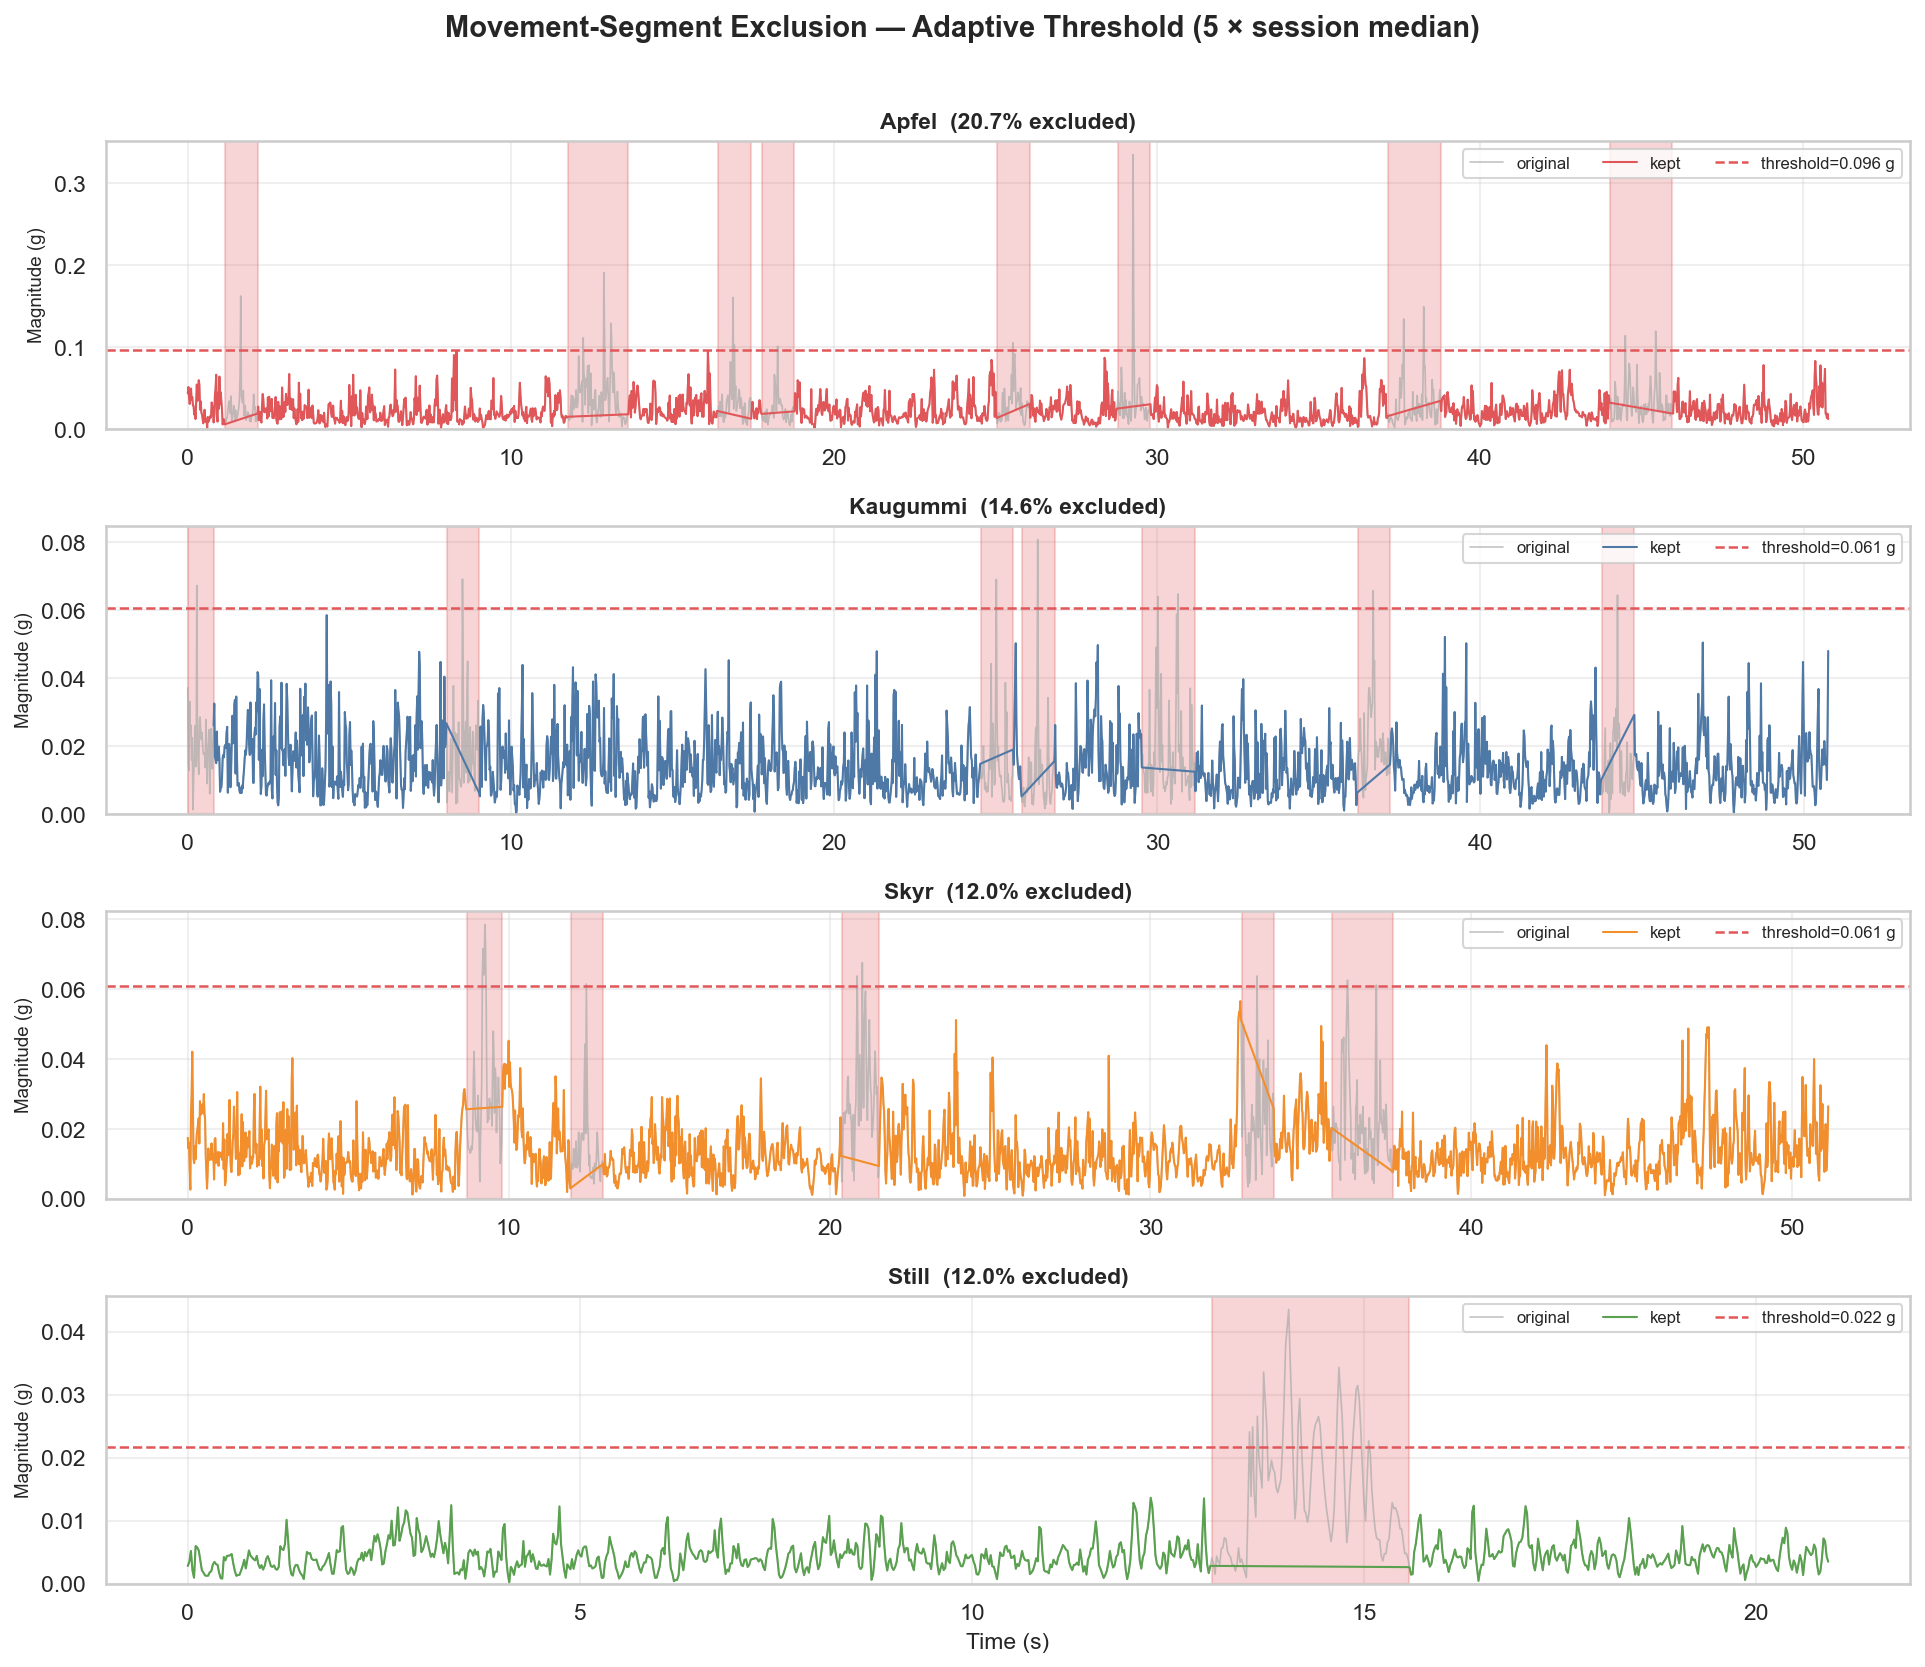 Movement-Segment Exclusion — Adaptive Threshold (5 × session median)
Apfel (20.7% excluded)
original kept threshold=0.096 g
Magnitude (g)
0.3
0.2
0.1
0.0
0 10 20 30 40 50
Kaugummi (14.6% excluded)
original kept threshold=0.061 g
Magnitude (g)
0.08
0.06
0.04
0.02
0.00
0 10 20 30 40 50
Skyr (12.0% excluded)
original kept threshold=0.061 g
Magnitude (g)
0.08
0.06
0.04
0.02
0.00
0 10 20 30 40 50
Still (12.0% excluded)
original kept threshold=0.022 g
Magnitude (g)
0.04
0.03
0.02
0.01
0.00
0 5 10 15 20
Time (s)